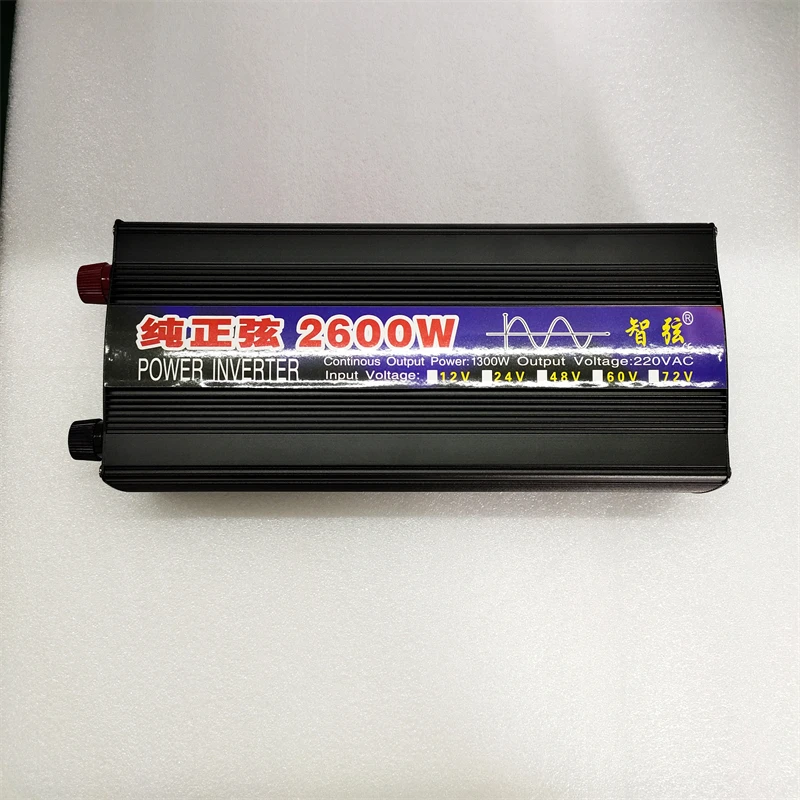 纯正弦 2600W 智弦®
POWER INVERTER
Continous Output Power:1300W Output Voltage:220VAC
Input Voltage: 12V 24V 48V 60V 72V